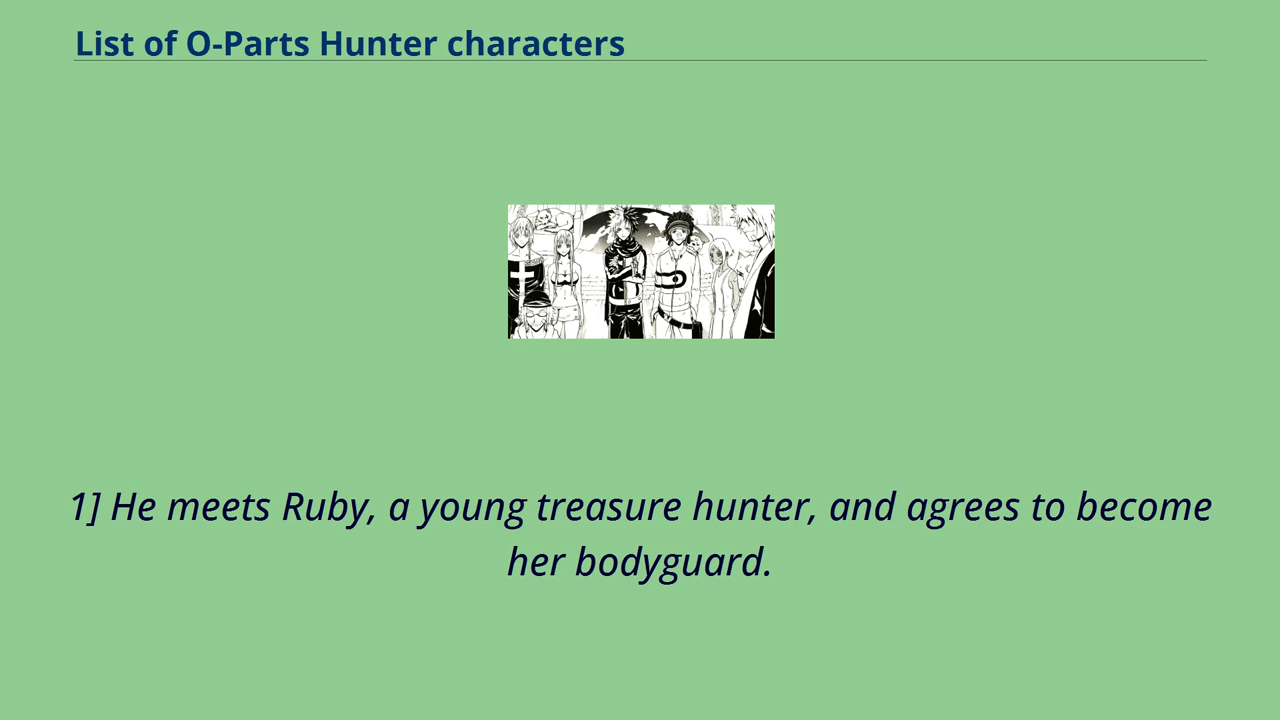 List of O-Parts Hunter characters
1] He meets Ruby, a young treasure hunter, and agrees to become
her bodyguard.